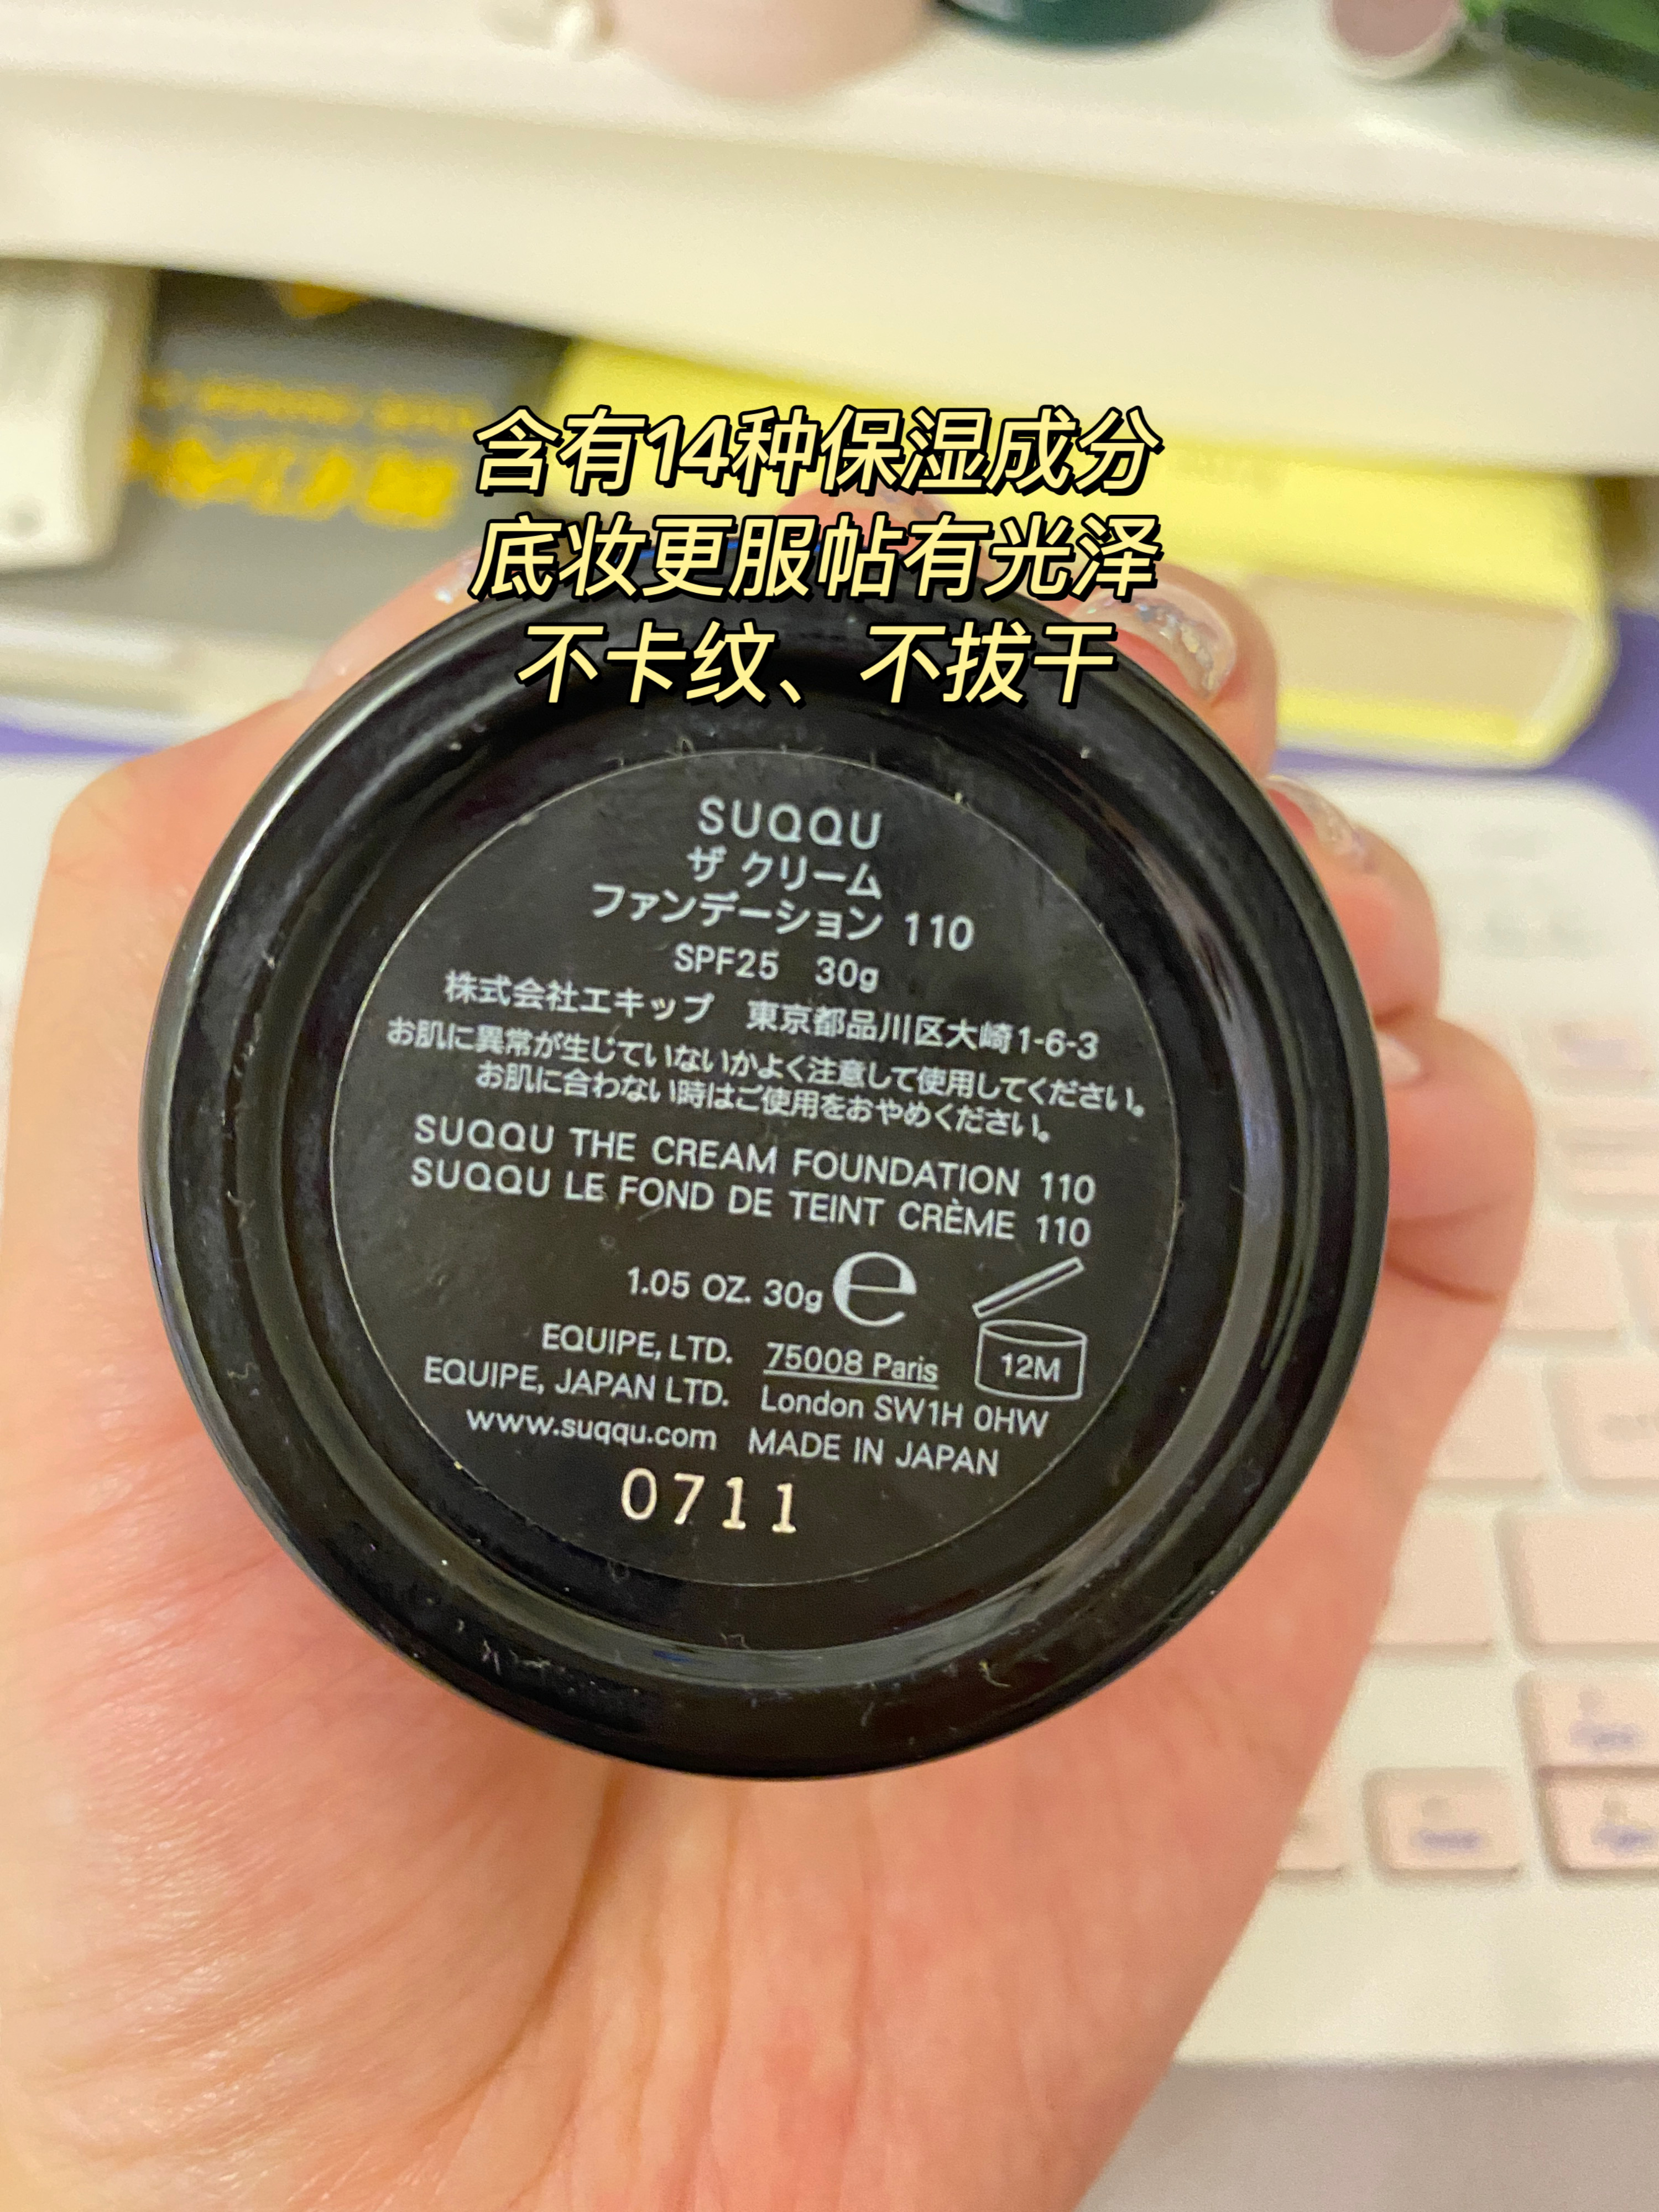 含有14种保湿成分
底妆更服帖有光泽
不卡纹、不拔干
SUQQU
ザ クリーム
ファンデーション 110
SPF25 30g
株式会社エキップ 東京都品川区大崎1-6-3
お肌に異常が生じていないかよく注意して使用してください。
お肌に合わない時はご使用をおやめください。
SUQQU THE CREAM FOUNDATION 110
SUQQU LE FOND DE TEINT CRÈME 110
1.05 OZ. 30g e
12M
EQUIPE, LTD. 75008 Paris
EQUIPE, JAPAN LTD. London SW1H 0HW
www.suqqu.com MADE IN JAPAN
0711